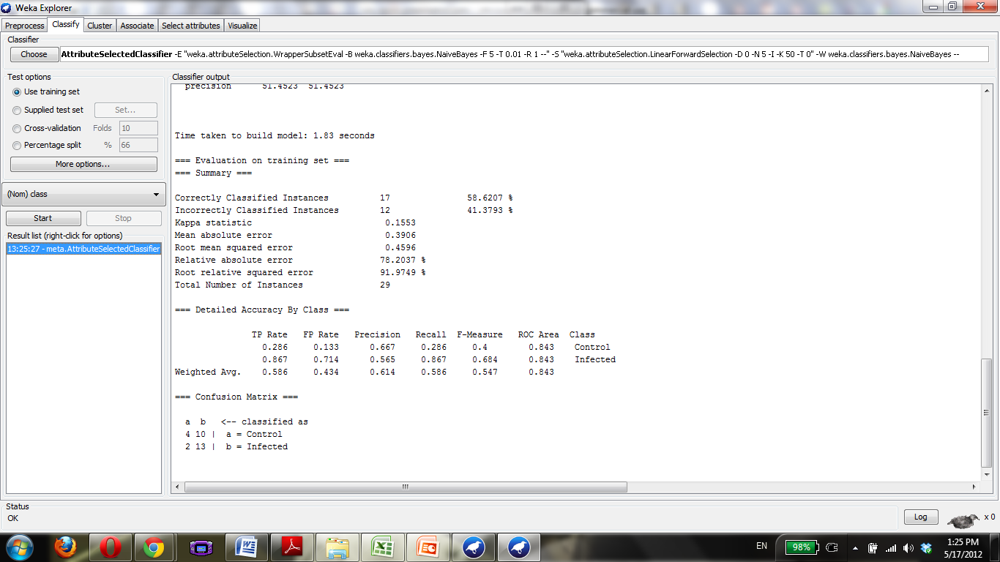 Weka Explorer
Preprocess Classify Cluster Associate Select attributes Visualize
Classifier
Choose AttributeSelectedClassifier -E "weka.attributeSelection.WrapperSubsetEval -B weka.classifiers.bayes.NaiveBayes -F 5 -T 0.01 -R 1 --" -S "weka.attributeSelection.LinearForwardSelection -D 0 -N 5 -I -K 50 -T 0" -W weka.classifiers.bayes.NaiveBayes --
Test options
Use training set
Supplied test set Set...
Cross-validation Folds 10
Percentage split % 66
More options...
(Nom) class
Start Stop
Result list (right-click for options)
13:25:27 - meta.AttributeSelectedClassifier
Classifier output
precision 51.4523 51.4523
Time taken to build model: 1.83 seconds
=== Evaluation on training set ===
=== Summary ===
Correctly Classified Instances 17 58.6207 %
Incorrectly Classified Instances 12 41.3793 %
Kappa statistic 0.1553
Mean absolute error 0.3906
Root mean squared error 0.4596
Relative absolute error 78.2037 %
Root relative squared error 91.9749 %
Total Number of Instances 29
=== Detailed Accuracy By Class ===
TP Rate FP Rate Precision Recall F-Measure ROC Area Class
0.286 0.133 0.667 0.286 0.4 0.843 Control
0.867 0.714 0.565 0.867 0.684 0.843 Infected
Weighted Avg. 0.586 0.434 0.614 0.586 0.547 0.843
=== Confusion Matrix ===
a b <-- classified as
4 10 | a = Control
2 13 | b = Infected
Status
OK
Log x 0
EN 98% 1:25 PM
5/17/2012